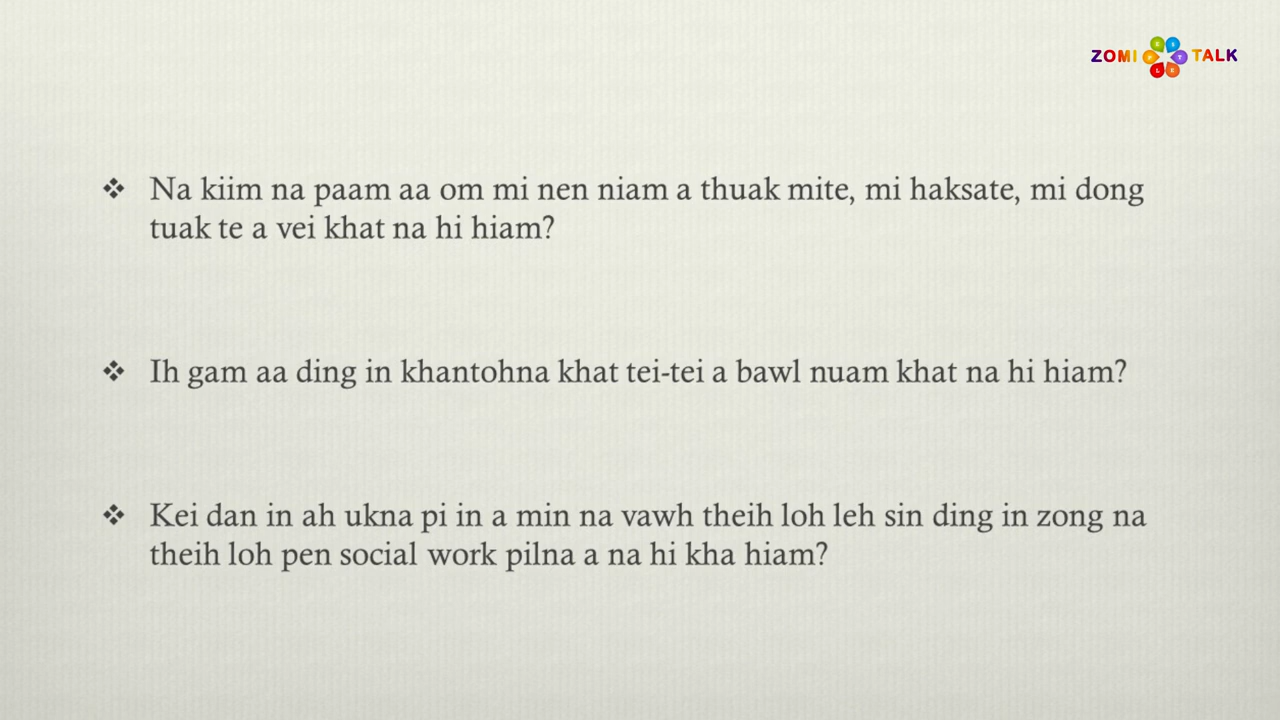 ZOMI TALK
❖ Na kiim na paam aa om mi nen niam a thuak mite, mi haksate, mi dong
tuak te a vei khat na hi hiam?
❖ Ih gam aa ding in khantohna khat tei-tei a bawl nuam khat na hi hiam?
❖ Kei dan in ah ukna pi in a min na vawh theih loh leh sin ding in zong na
theih loh pen social work pilna a na hi kha hiam?